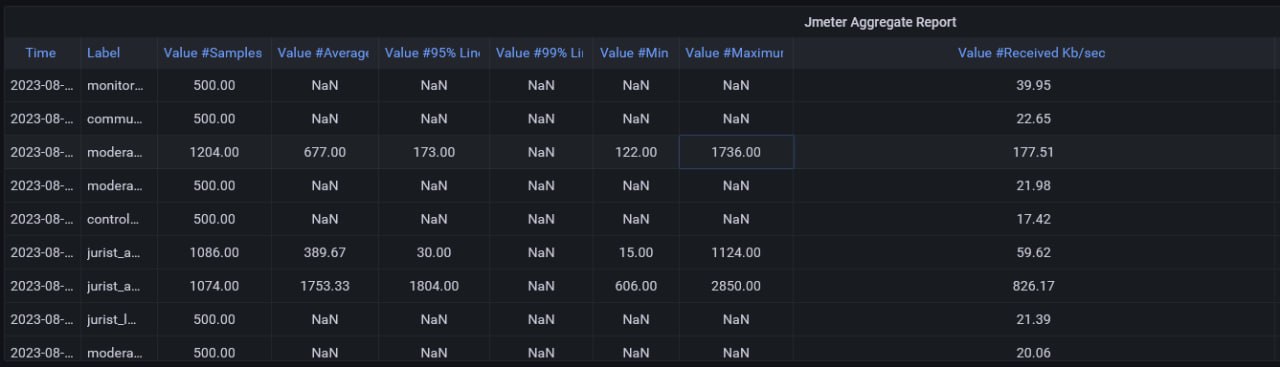 Jmeter Aggregate Report
Time Label Value #Samples Value #Average Value #95% Line Value #99% Li Value #Min Value #Maximur Value #Received Kb/sec
2023-08-... monitor... 500.00 NaN NaN NaN NaN NaN 39.95
2023-08-... commu... 500.00 NaN NaN NaN NaN NaN 22.65
2023-08-... modera... 1204.00 677.00 173.00 NaN 122.00 1736.00 177.51
2023-08-... modera... 500.00 NaN NaN NaN NaN NaN 21.98
2023-08-... control... 500.00 NaN NaN NaN NaN NaN 17.42
2023-08-... jurist_a... 1086.00 389.67 30.00 NaN 15.00 1124.00 59.62
2023-08-... jurist_a... 1074.00 1753.33 1804.00 NaN 606.00 2850.00 826.17
2023-08-... jurist_l... 500.00 NaN NaN NaN NaN NaN 21.39
2023-08-... modera... 500.00 NaN NaN NaN NaN NaN 20.06